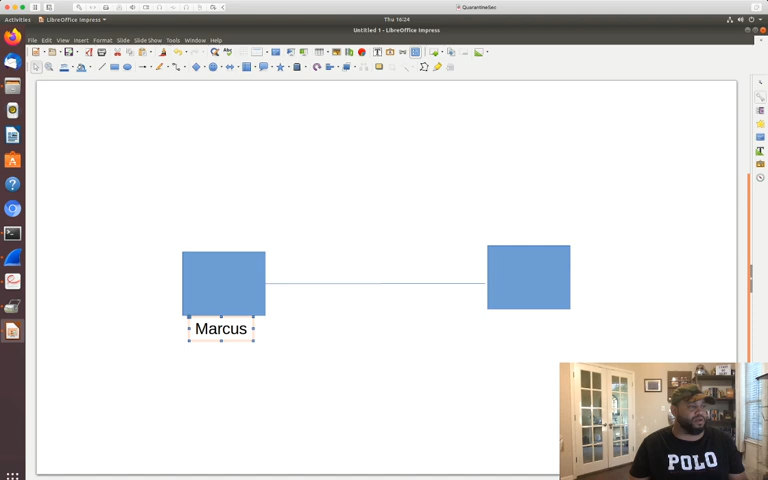 QuarantineSec
Activities LibreOffice Impress Thu 16:24
Untitled 1 - LibreOffice Impress
File Edit View Insert Format Slide Slide Show Tools Window Help
Marcus
POLO